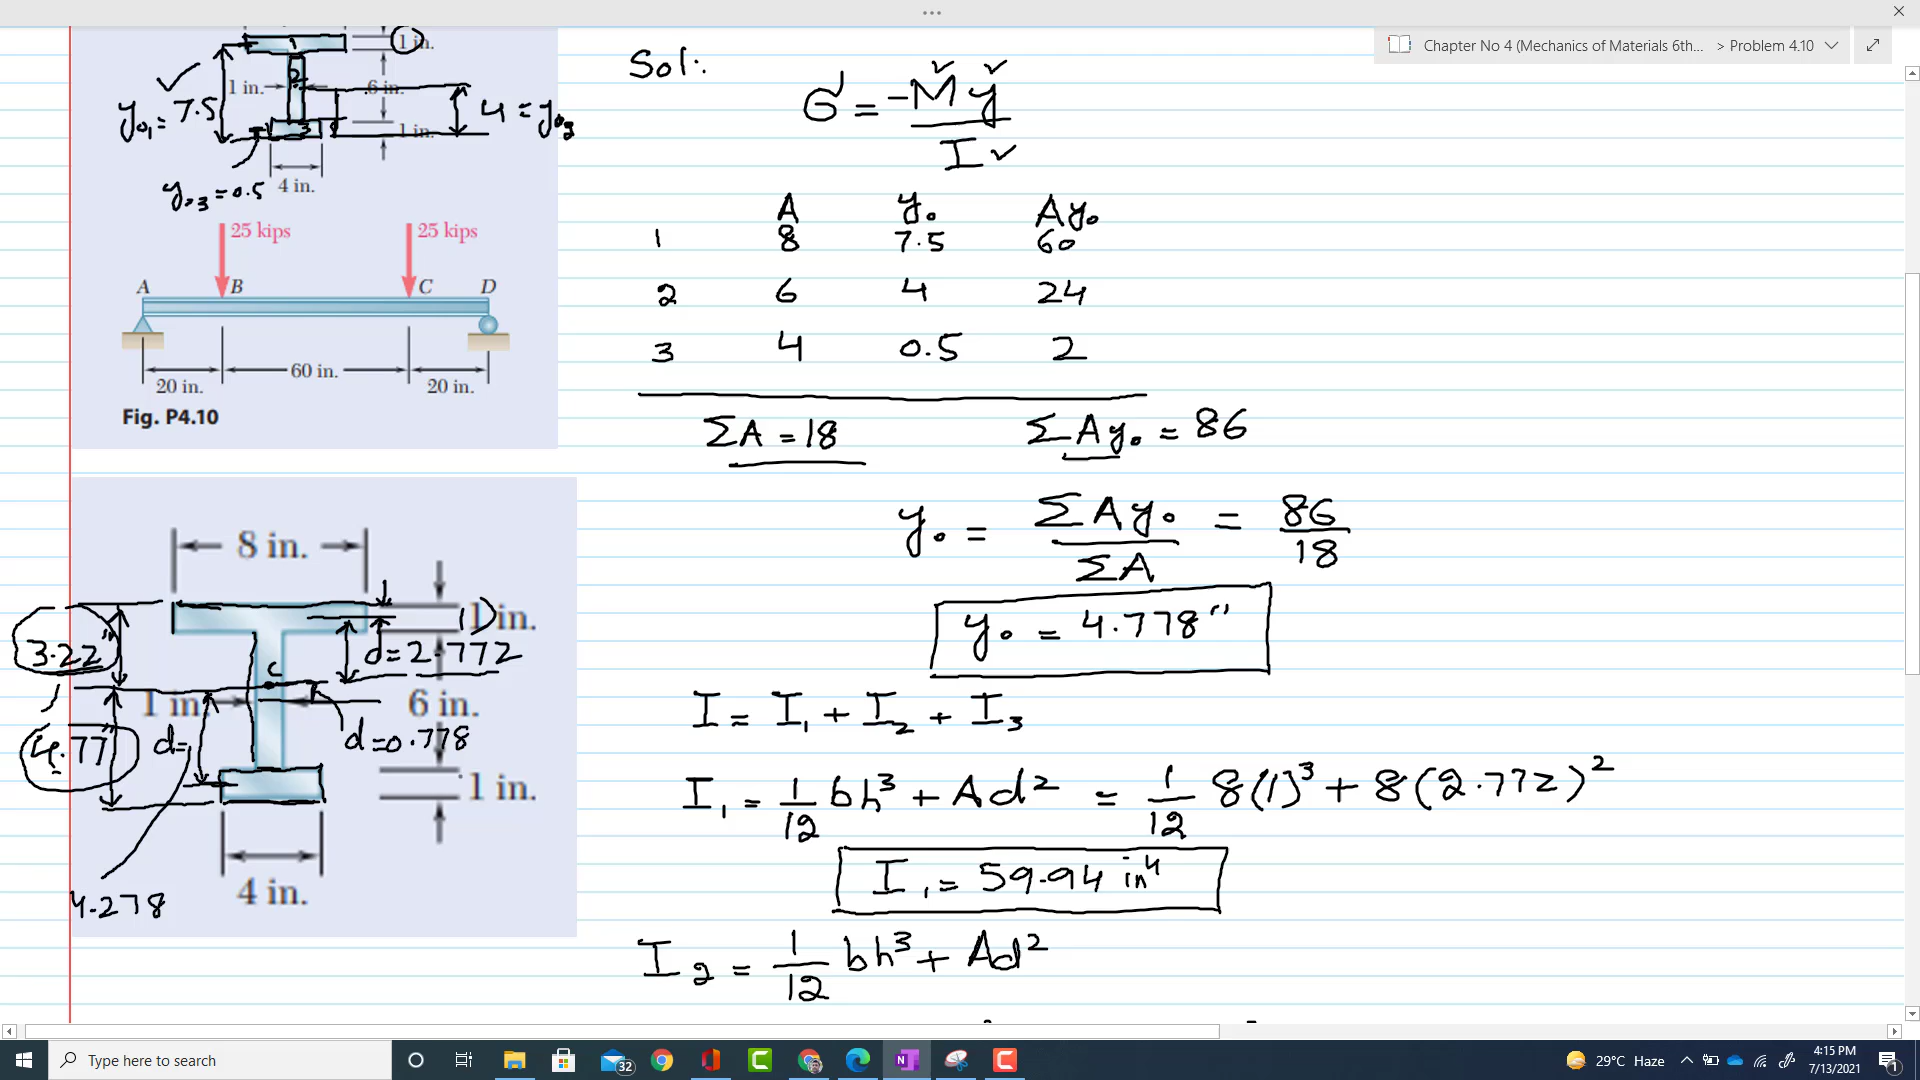 Chapter No 4 (Mechanics of Materials 6th... > Problem 4.10
1 in.
1 in.
6 in.
1 in.
4 in.
yo1 = 7.5
4 = yo2
yo3 = 0.5
25 kips
25 kips
A
B
C
D
20 in.
60 in.
20 in.
Fig. P4.10
8 in.
1 in.
3.22"
d=2.772
c
1 in.
6 in.
4.77"
d=
d=0.778
1 in.
4 in.
4.278
Sol:
σ = -My / I
A y₀ Ay₀
1 8 7.5 60
2 6 4 24
3 4 0.5 2
ΣA = 18 ΣAy₀ = 86
y₀ = ΣAy₀ / ΣA = 86 / 18
y₀ = 4.778"
I = I₁ + I₂ + I₃
I₁ = 1/12 bh³ + Ad² = 1/12 8(1)³ + 8(2.772)²
I₁ = 59.94 in⁴
I₂ = 1/12 bh³ + Ad²
Type here to search
32
29°C Haze
4:15 PM
7/13/2021
1